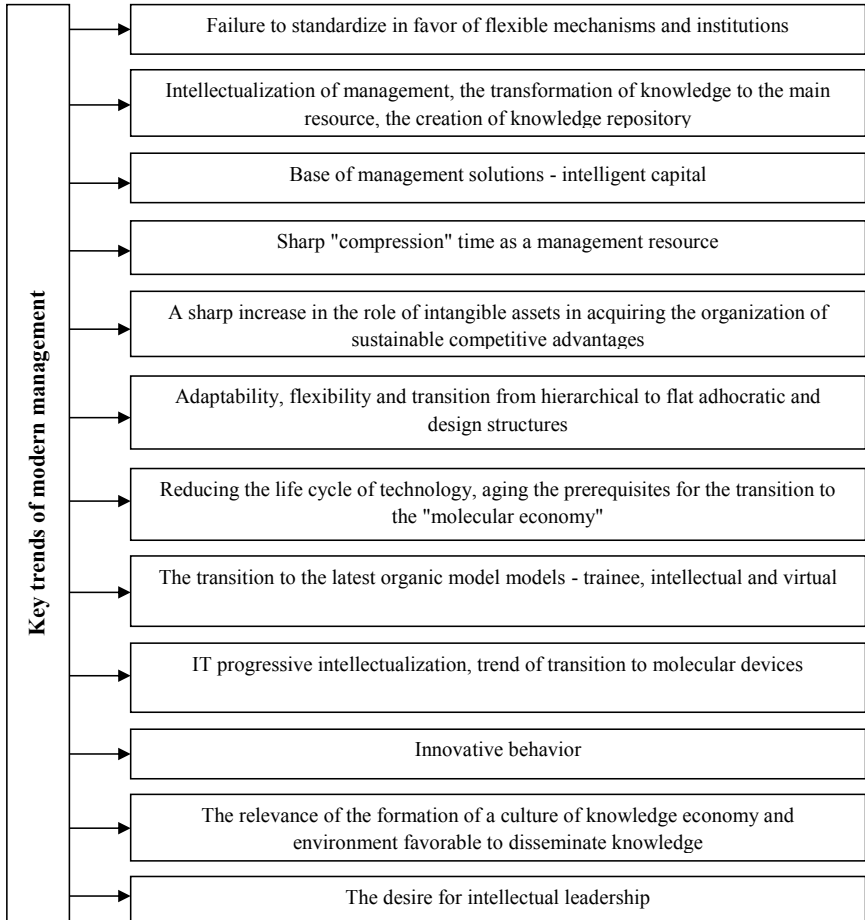 Key trends of modern management
Failure to standardize in favor of flexible mechanisms and institutions
Intellectualization of management, the transformation of knowledge to the main
resource, the creation of knowledge repository
Base of management solutions - intelligent capital
Sharp "compression" time as a management resource
A sharp increase in the role of intangible assets in acquiring the organization of
sustainable competitive advantages
Adaptability, flexibility and transition from hierarchical to flat adhocratic and
design structures
Reducing the life cycle of technology, aging the prerequisites for the transition to
the "molecular economy"
The transition to the latest organic model models - trainee, intellectual and virtual
IT progressive intellectualization, trend of transition to molecular devices
Innovative behavior
The relevance of the formation of a culture of knowledge economy and
environment favorable to disseminate knowledge
The desire for intellectual leadership